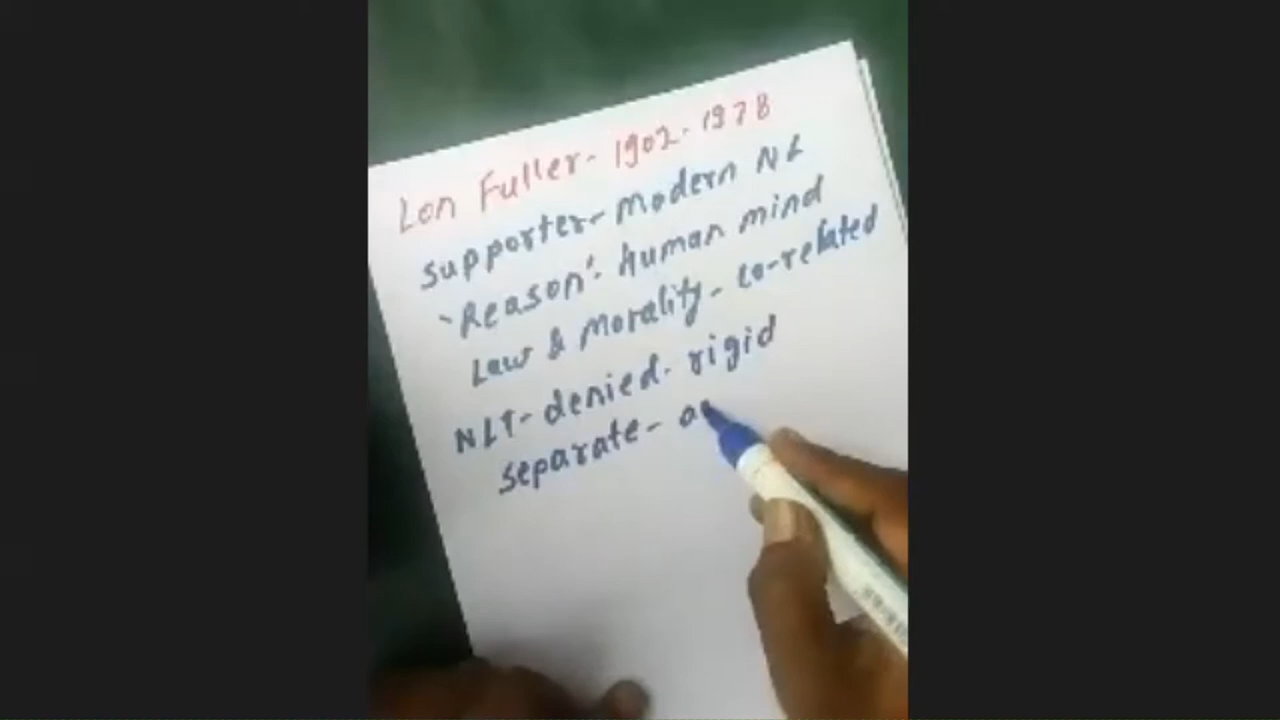 Lon Fuller- 1902-1978
supporter- Modern NL
"Reason"- human mind
Law & Morality- co-related
NLT- denied- rigid
separate-